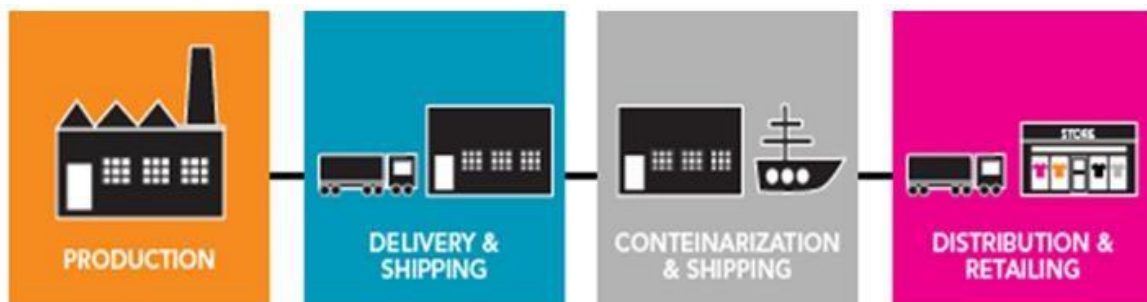 PRODUCTION
DELIVERY &
SHIPPING
CONTEINARIZATION
& SHIPPING
STORE
DISTRIBUTION &
RETAILING